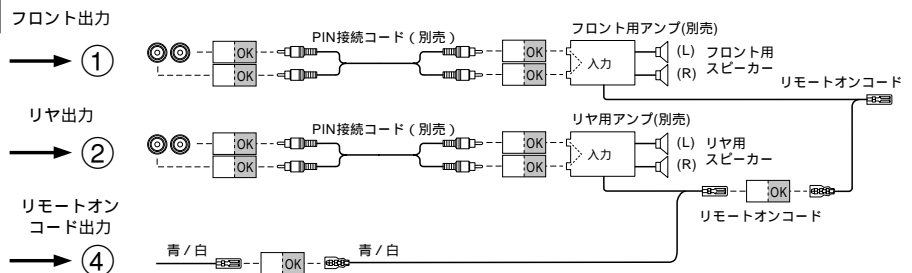 フロント出力
①
OK
OK
PIN接続コード（別売）
OK
OK
フロント用アンプ(別売)
入力
(L) フロント用
(R) スピーカー
リモートオンコード
リヤ出力
②
OK
OK
PIN接続コード（別売）
OK
OK
リヤ用アンプ(別売)
入力
(L) リヤ用
(R) スピーカー
OK
リモートオンコード
リモートオン
コード出力
④
青/白
OK
青/白